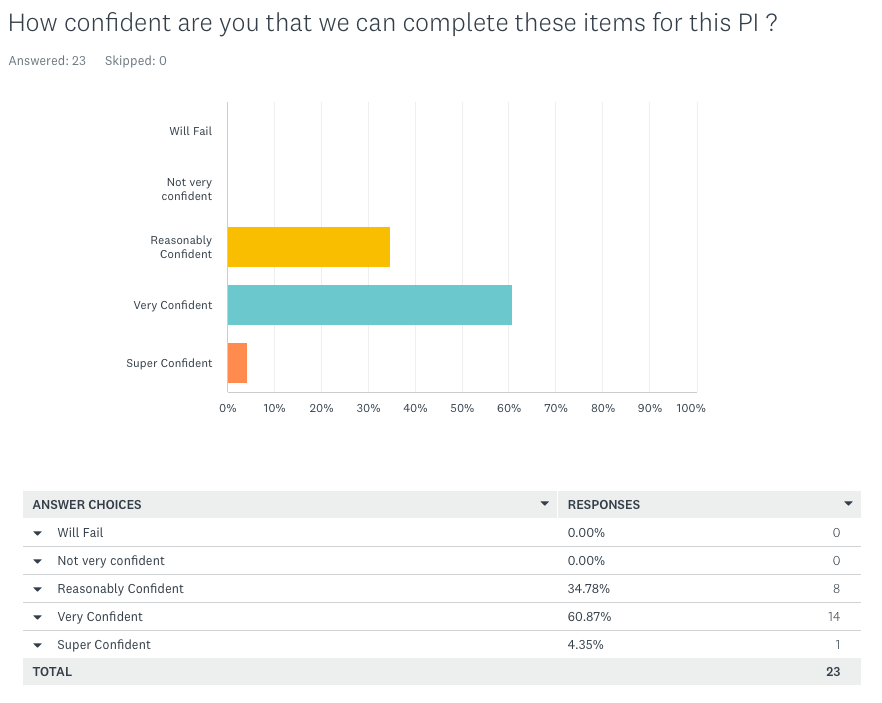 How confident are you that we can complete these items for this PI ?
Answered: 23 Skipped: 0
Will Fail
Not very
confident
Reasonably
Confident
Very Confident
Super Confident
0% 10% 20% 30% 40% 50% 60% 70% 80% 90% 100%
ANSWER CHOICES RESPONSES
Will Fail 0.00% 0
Not very confident 0.00% 0
Reasonably Confident 34.78% 8
Very Confident 60.87% 14
Super Confident 4.35% 1
TOTAL 23